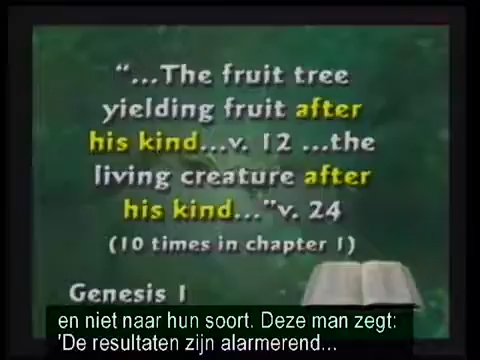 “...The fruit tree
yielding fruit after
his kind...v. 12 ...the
living creature after
his kind...”v. 24
(10 times in chapter 1)
Genesis 1
en niet naar hun soort. Deze man zegt:
'De resultaten zijn alarmerend...